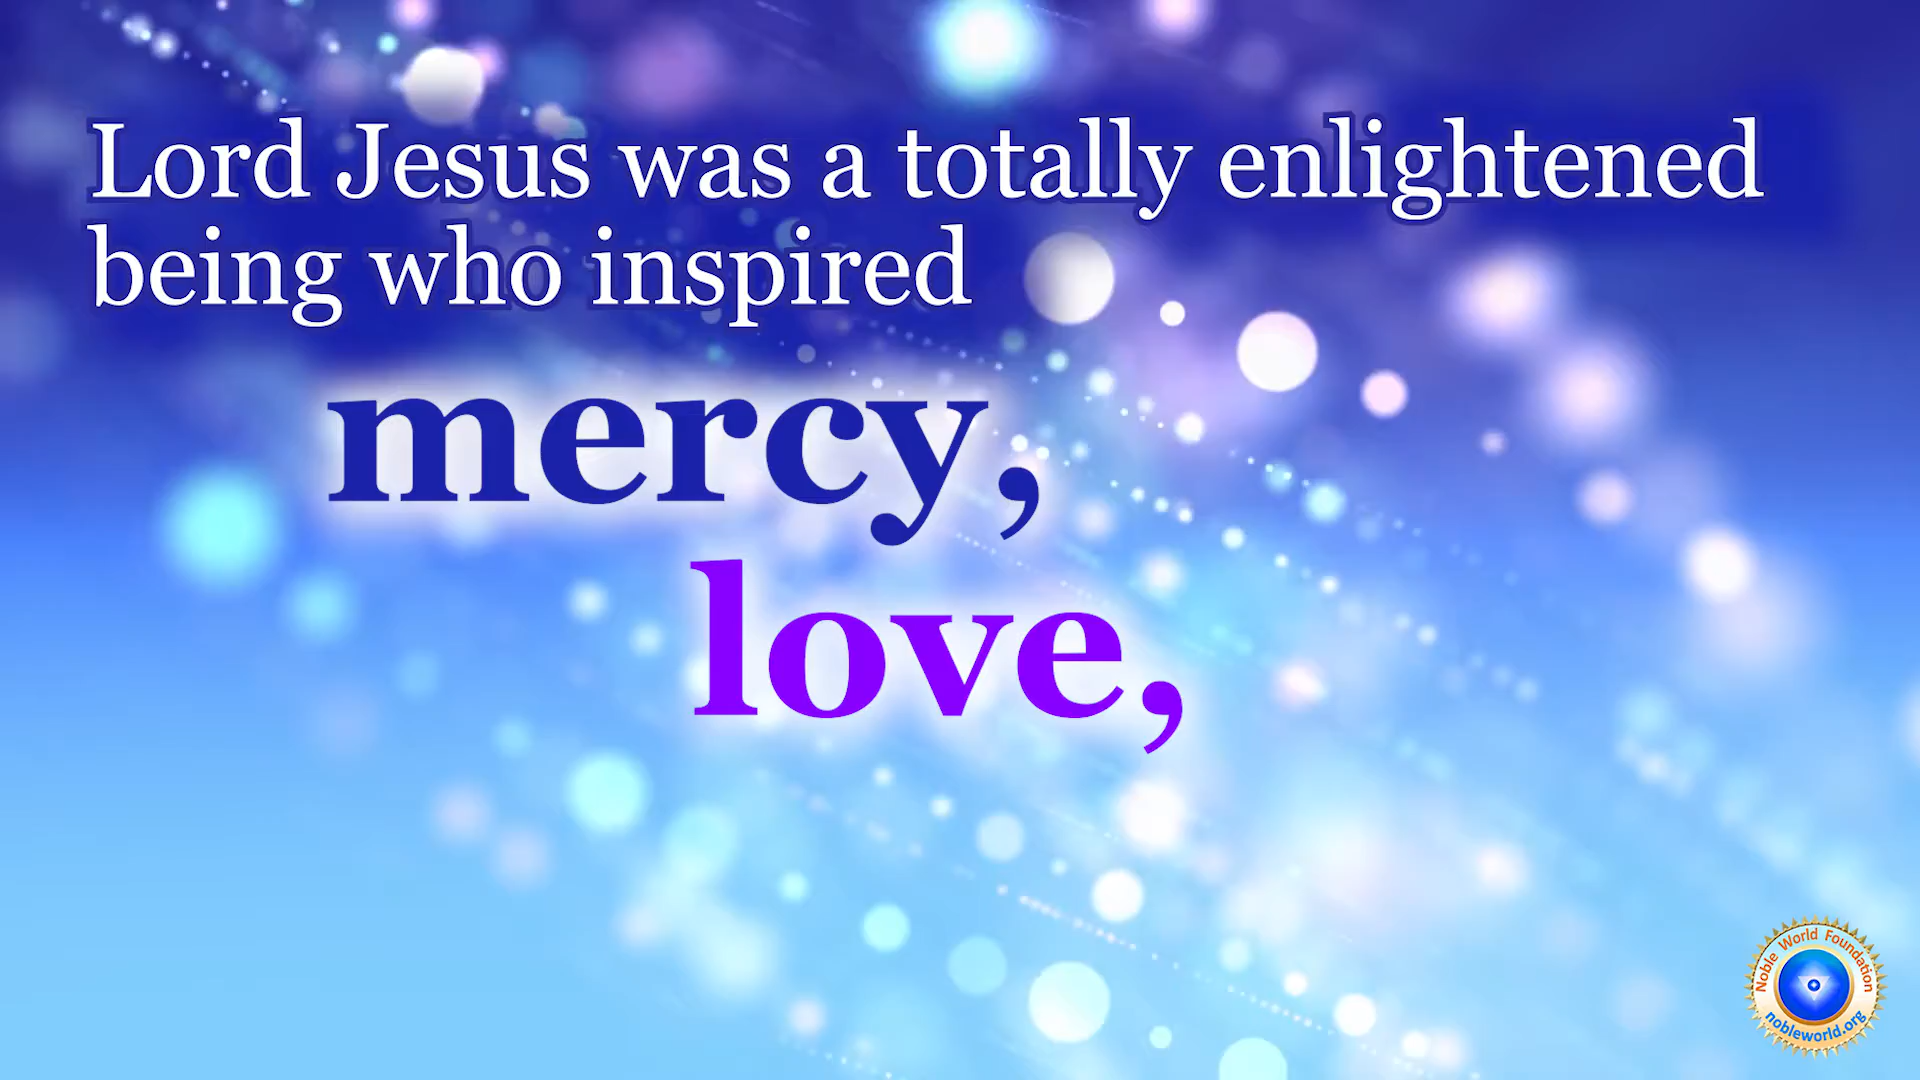 Lord Jesus was a totally enlightened
being who inspired
mercy,
love,
Noble World Foundation
nobleworld.org